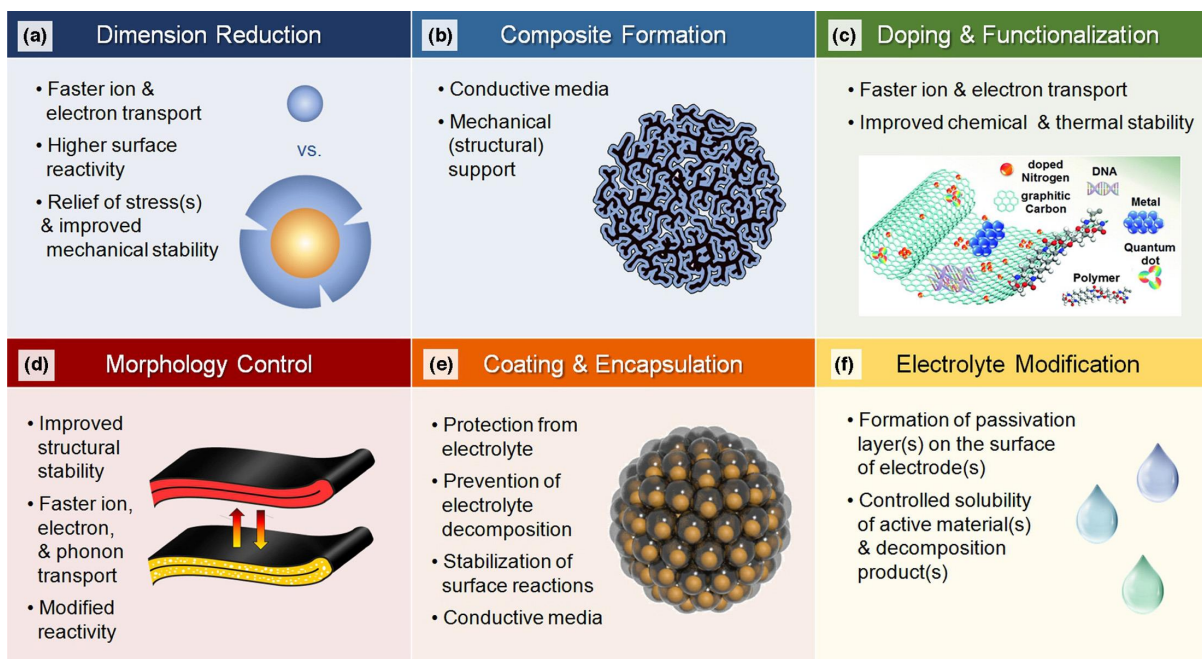 (a) Dimension Reduction
• Faster ion &
electron transport
• Higher surface
reactivity
• Relief of stress(s)
& improved
mechanical stability
vs.
(b) Composite Formation
• Conductive media
• Mechanical
(structural)
support
(c) Doping & Functionalization
• Faster ion & electron transport
• Improved chemical & thermal stability
doped
Nitrogen
graphitic
Carbon
DNA
Metal
Quantum
dot
Polymer
(d) Morphology Control
• Improved
structural
stability
• Faster ion,
electron,
& phonon
transport
• Modified
reactivity
(e) Coating & Encapsulation
• Protection from
electrolyte
• Prevention of
electrolyte
decomposition
• Stabilization of
surface reactions
• Conductive media
(f) Electrolyte Modification
• Formation of passivation
layer(s) on the surface
of electrode(s)
• Controlled solubility
of active material(s)
& decomposition
product(s)